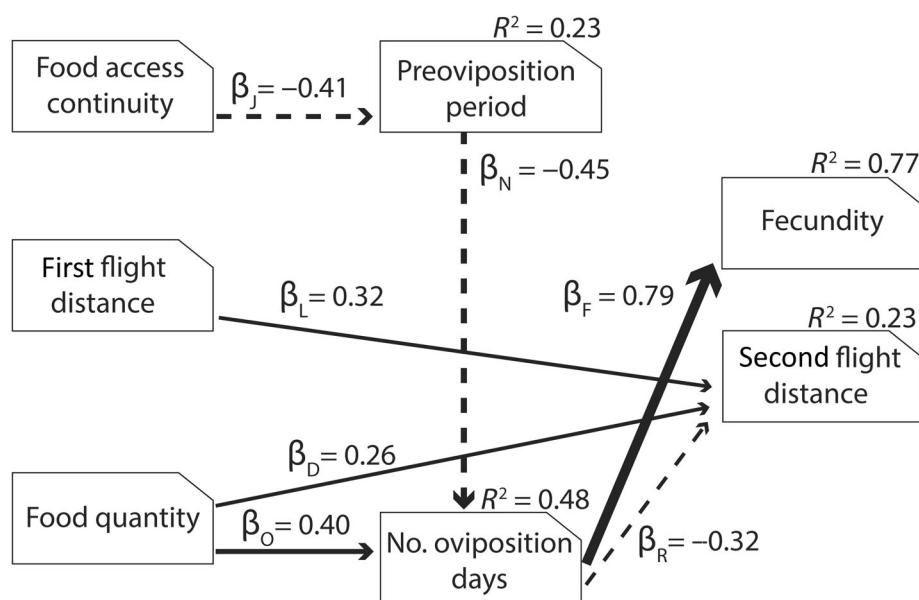 R² = 0.23
Food access
continuity
βJ= −0.41
Preoviposition
period
βN = −0.45
R² = 0.77
Fecundity
First flight
distance
βL= 0.32
βF = 0.79
R² = 0.23
Second flight
distance
βD= 0.26
Food quantity
βO= 0.40
R² = 0.48
No. oviposition
days
βR= −0.32